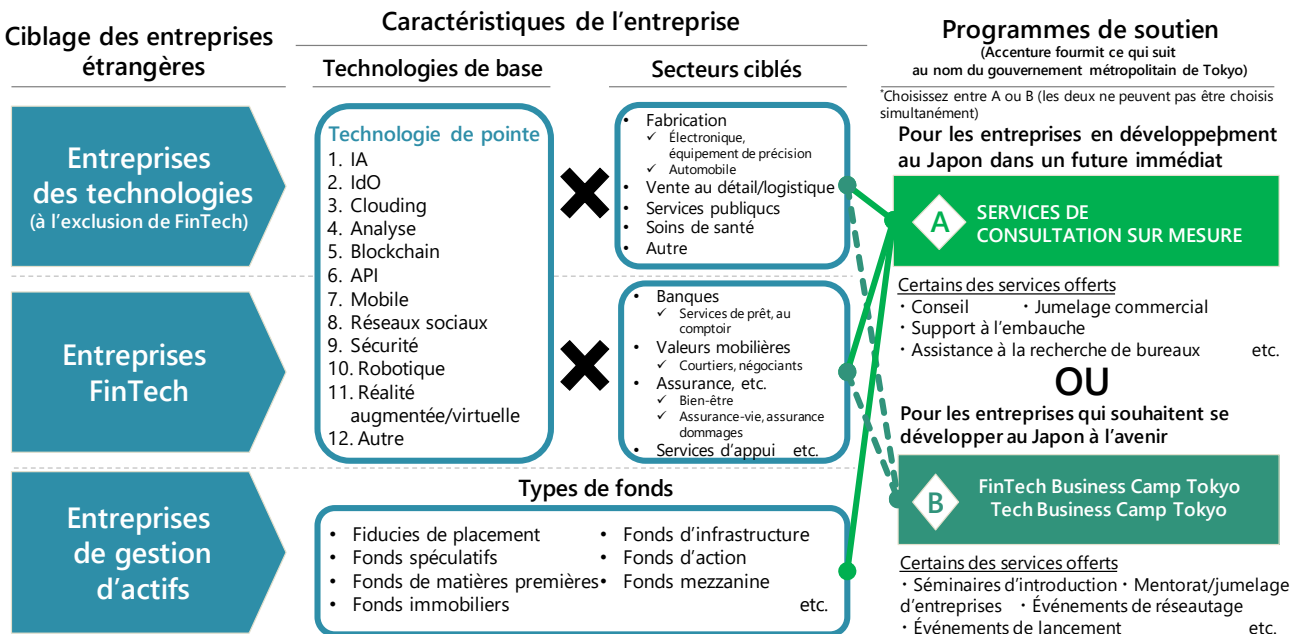 Ciblage des entreprises
étrangères
Caractéristiques de l'entreprise
Technologies de base
Secteurs ciblés
Programmes de soutien
(Accenture fournit ce qui suit
au nom du gouvernement métropolitain de Tokyo)
*Choisissez entre A ou B (les deux ne peuvent pas être choisis
simultanément)
Entreprises
des technologies
(à l'exclusion de FinTech)
Technologie de pointe
1. IA
2. IdO
3. Clouding
4. Analyse
5. Blockchain
6. API
7. Mobile
8. Réseaux sociaux
9. Sécurité
10. Robotique
11. Réalité
augmentée/virtuelle
12. Autre
• Fabrication
✓ Électronique,
équipement de précision
✓ Automobile
• Vente au détail/logistique
• Services publiqucs
• Soins de santé
• Autre
Entreprises
FinTech
• Banques
✓ Services de prêt, au
comptoir
• Valeurs mobilières
✓ Courtiers, négociants
• Assurance, etc.
✓ Bien-être
✓ Assurance-vie, assurance
dommages
• Services d'appui etc.
Entreprises
de gestion
d'actifs
Types de fonds
• Fiducies de placement
• Fonds spéculatifs
• Fonds de matières premières
• Fonds immobiliers
• Fonds d'infrastructure
• Fonds d'action
• Fonds mezzanine
etc.
Pour les entreprises en développeþment
au Japon dans un future immédiat
A
SERVICES DE
CONSULTATION SUR MESURE
Certains des services offerts
・Conseil ・Jumelage commercial
・Support à l'embauche
・Assistance à la recherche de bureaux etc.
OU
Pour les entreprises qui souhaitent se
développer au Japon à l'avenir
B
FinTech Business Camp Tokyo
Tech Business Camp Tokyo
Certains des services offerts
・Séminaires d'introduction・Mentorat/jumelage
d'entreprises ・Événements de réseautage
・Événements de lancement etc.